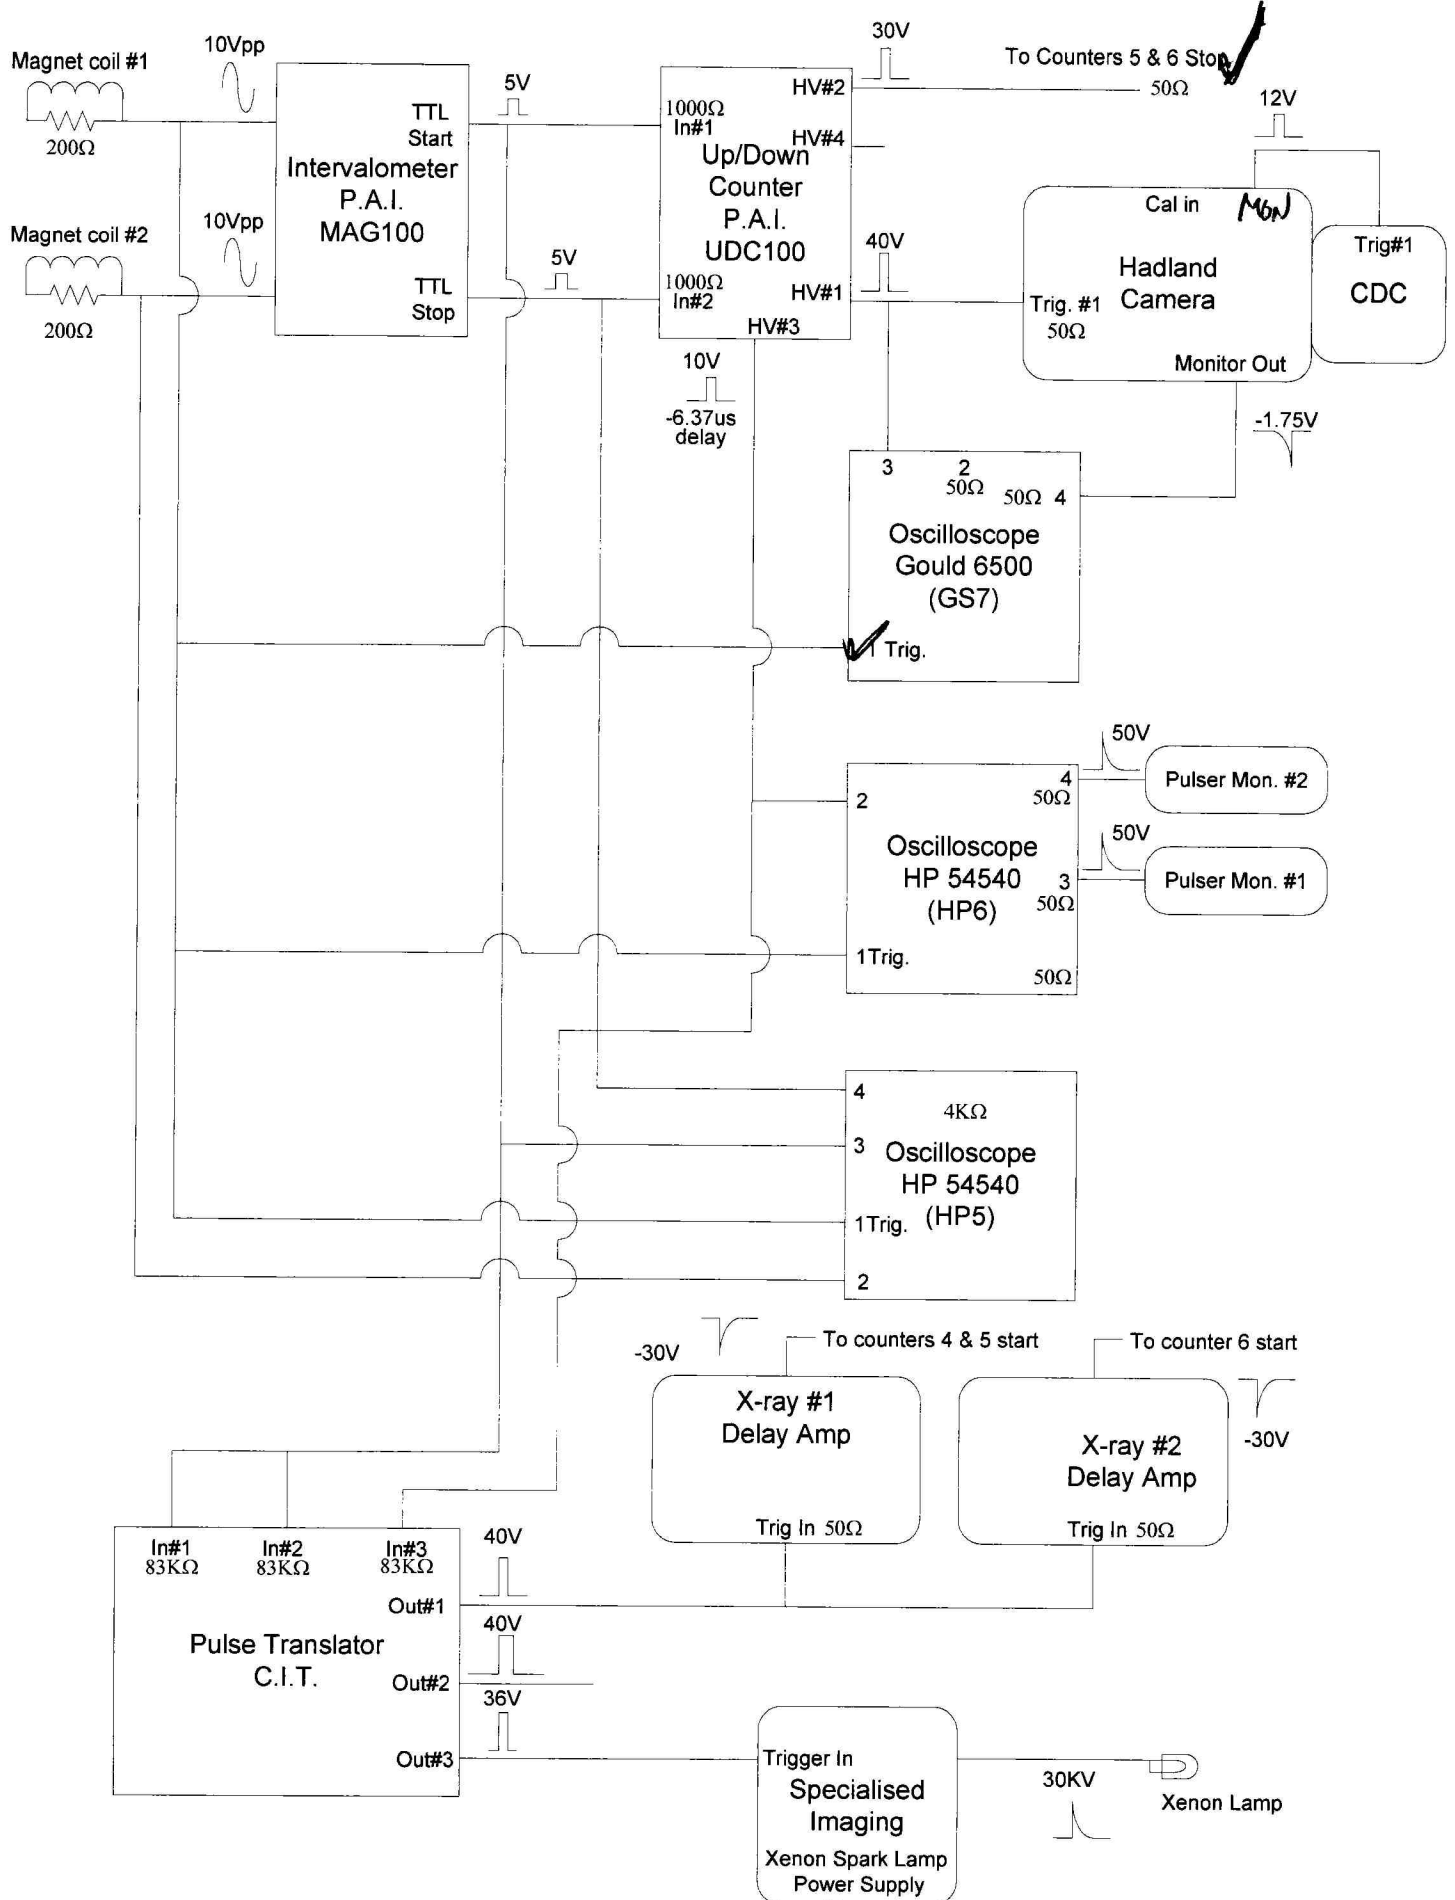 Magnet coil #1
200Ω
10Vpp
Magnet coil #2
200Ω
10Vpp
TTL
Start
Intervalometer
P.A.I.
MAG100
TTL
Stop
5V
5V
1000Ω
In#1
HV#2
HV#4
Up/Down
Counter
P.A.I.
UDC100
1000Ω
In#2
HV#1
HV#3
30V
To Counters 5 & 6 Stop
50Ω
12V
40V
Cal in
MON
Hadland
Camera
Trig. #1
50Ω
Monitor Out
Trig#1
CDC
10V
-6.37us
delay
-1.75V
3
2
50Ω
50Ω 4
Oscilloscope
Gould 6500
(GS7)
1 Trig.
50V
4
50Ω
Pulser Mon. #2
2
Oscilloscope
HP 54540
(HP6)
50V
3
50Ω
Pulser Mon. #1
1Trig.
50Ω
4
4KΩ
3
Oscilloscope
HP 54540
(HP5)
1Trig.
2
-30V
To counters 4 & 5 start
To counter 6 start
X-ray #1
Delay Amp
Trig In 50Ω
X-ray #2
Delay Amp
Trig In 50Ω
-30V
In#1
83KΩ
In#2
83KΩ
In#3
83KΩ
40V
Out#1
Pulse Translator
C.I.T.
40V
Out#2
36V
Out#3
Trigger In
Specialised
Imaging
Xenon Spark Lamp
Power Supply
30KV
Xenon Lamp